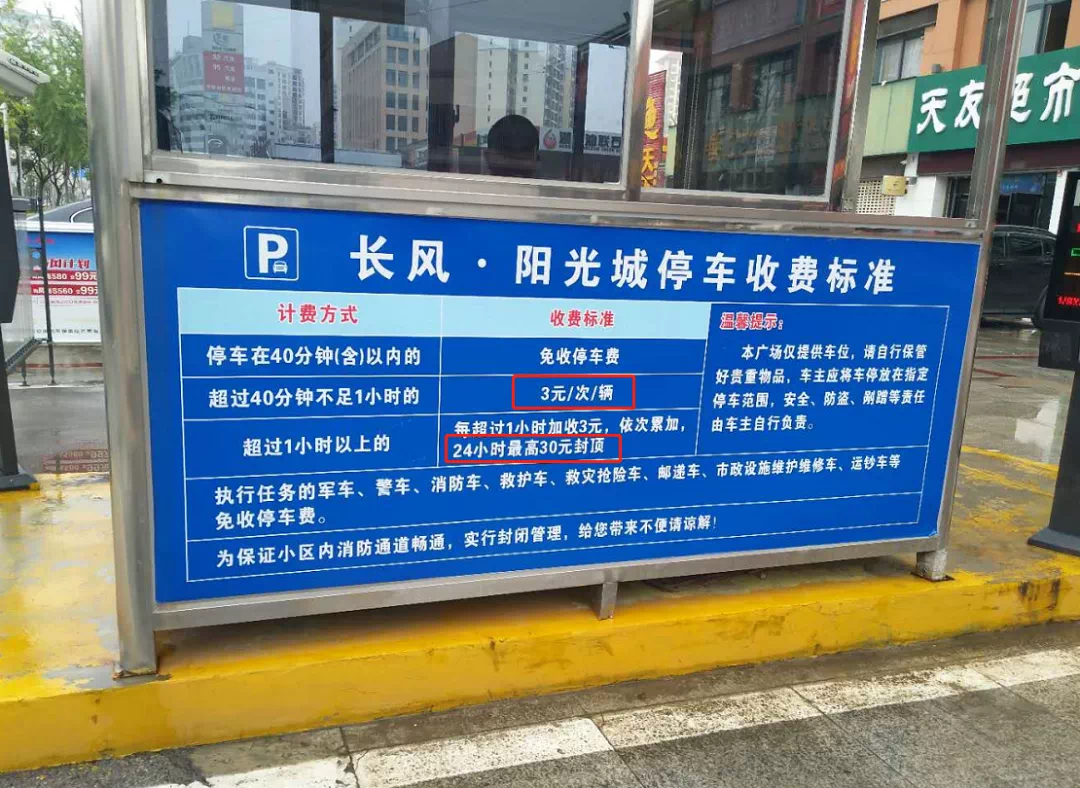 天友超市
P
长风·阳光城停车收费标准
计费方式
收费标准
停车在40分钟(含)以内的
免收停车费
超过40分钟不足1小时的
3元/次/辆
超过1小时以上的
每超过1小时加收3元，依次累加，
24小时最高30元封顶
温馨提示：
本广场仅提供车位，请自行保管
好贵重物品，车主应将车停放在指定
停车范围，安全、防盗、剐蹭等责任
由车主自行负责。
执行任务的军车、警车、消防车、救护车、救灾抢险车、邮递车、市政设施维护维修车、运钞车等
免收停车费。
为保证小区内消防通道畅通，实行封闭管理，给您带来不便请谅解！
99元
99元